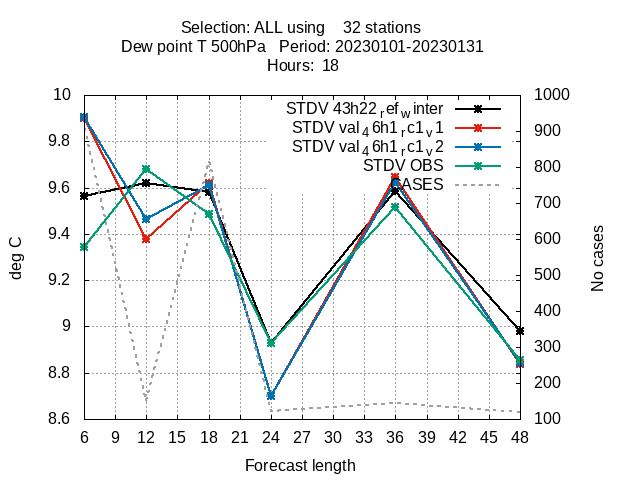 Selection: ALL using    32 stations
Dew point T 500hPa   Period: 20230101-20230131
Hours:  18
STDV 43h22_ref_winter
STDV val_46h1_rc1_v1
STDV val_46h1_rc1_v2
STDV OBS
ASES
10
9.8
9.6
9.4
9.2
9
8.8
8.6
deg C
1000
900
800
700
600
500
400
300
200
100
No cases
6 9 12 15 18 21 24 27 30 33 36 39 42 45 48
Forecast length